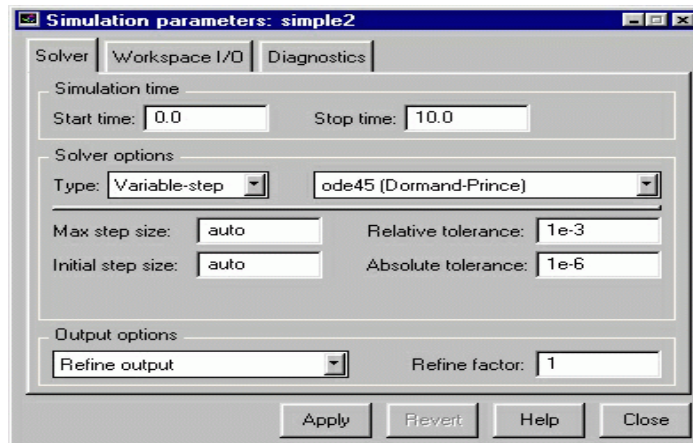 Simulation parameters: simple2
Solver Workspace I/O Diagnostics
Simulation time
Start time: 0.0 Stop time: 10.0
Solver options
Type: Variable-step ode45 (Dormand-Prince)
Max step size: auto Relative tolerance: 1e-3
Initial step size: auto Absolute tolerance: 1e-6
Output options
Refine output Refine factor: 1
Apply Revert Help Close